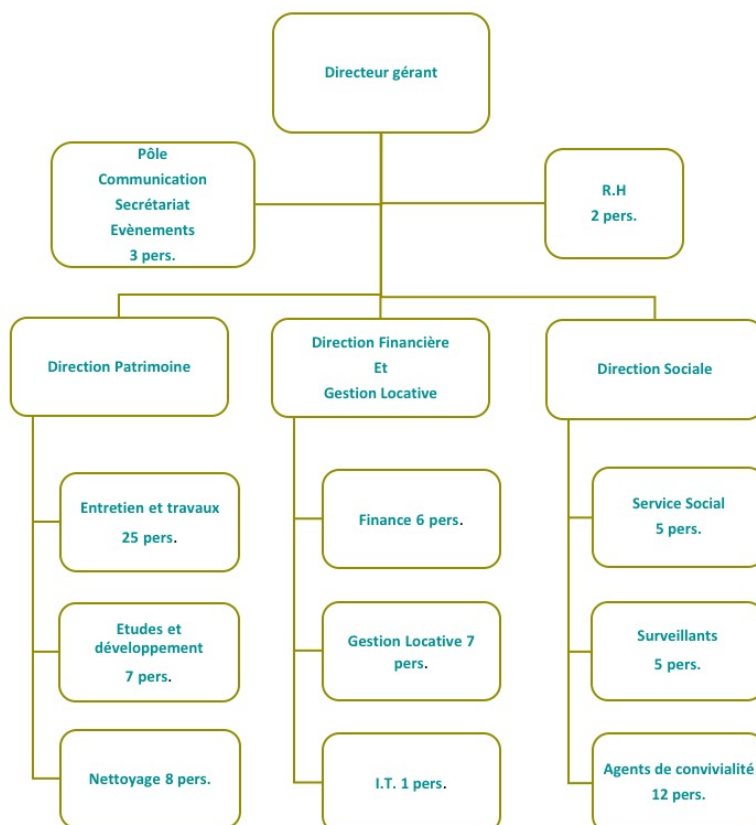 Directeur gérant
Pôle
Communication
Secrétariat
Evènements
3 pers.
R.H
2 pers.
Direction Patrimoine
Direction Financière
Et
Gestion Locative
Direction Sociale
Entretien et travaux
25 pers.
Finance 6 pers.
Service Social
5 pers.
Etudes et
développement
7 pers.
Gestion Locative 7
pers.
Surveillants
5 pers.
Nettoyage 8 pers.
I.T. 1 pers.
Agents de convivialité
12 pers.